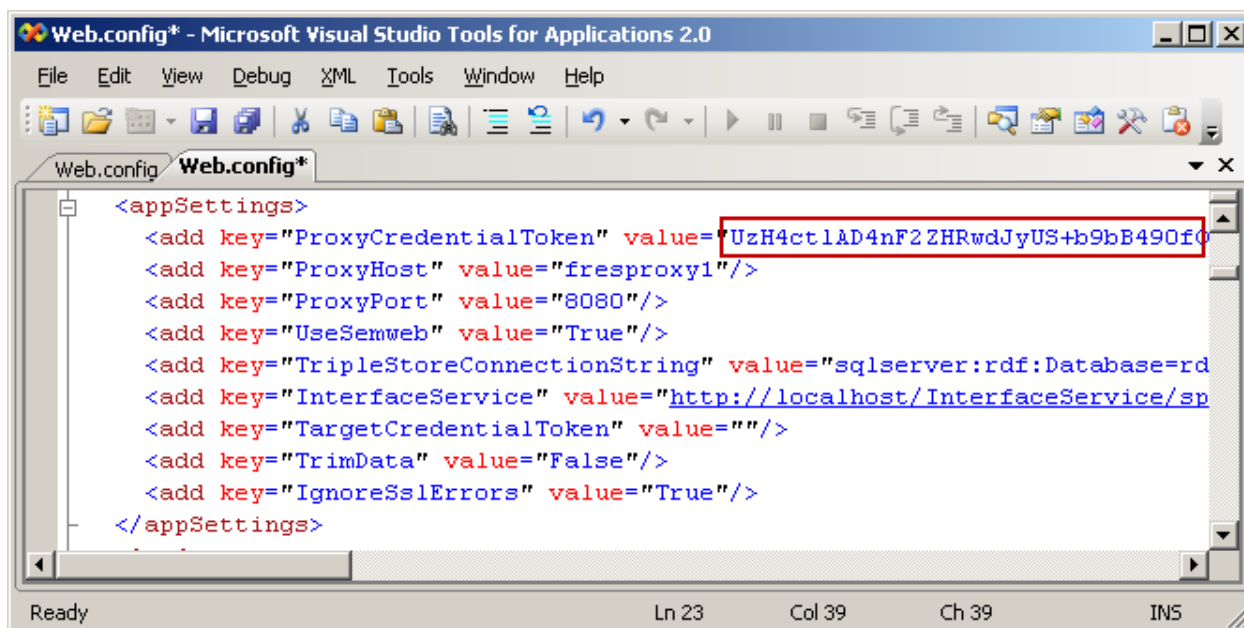 Web.config* - Microsoft Visual Studio Tools for Applications 2.0
File Edit View Debug XML Tools Window Help
Web.config Web.config*
<appSettings>
<add key="ProxyCredentialToken" value="UzH4ctlAD4nF2ZHRwdJyUS+b9bB49OfO
<add key="ProxyHost" value="fresproxy1"/>
<add key="ProxyPort" value="8080"/>
<add key="UseSemweb" value="True"/>
<add key="TripleStoreConnectionString" value="sqlserver:rdf:Database=rd
<add key="InterfaceService" value="http://localhost/InterfaceService/sp
<add key="TargetCredentialToken" value=""/>
<add key="TrimData" value="False"/>
<add key="IgnoreSslErrors" value="True"/>
</appSettings>
Ready Ln 23 Col 39 Ch 39 INS